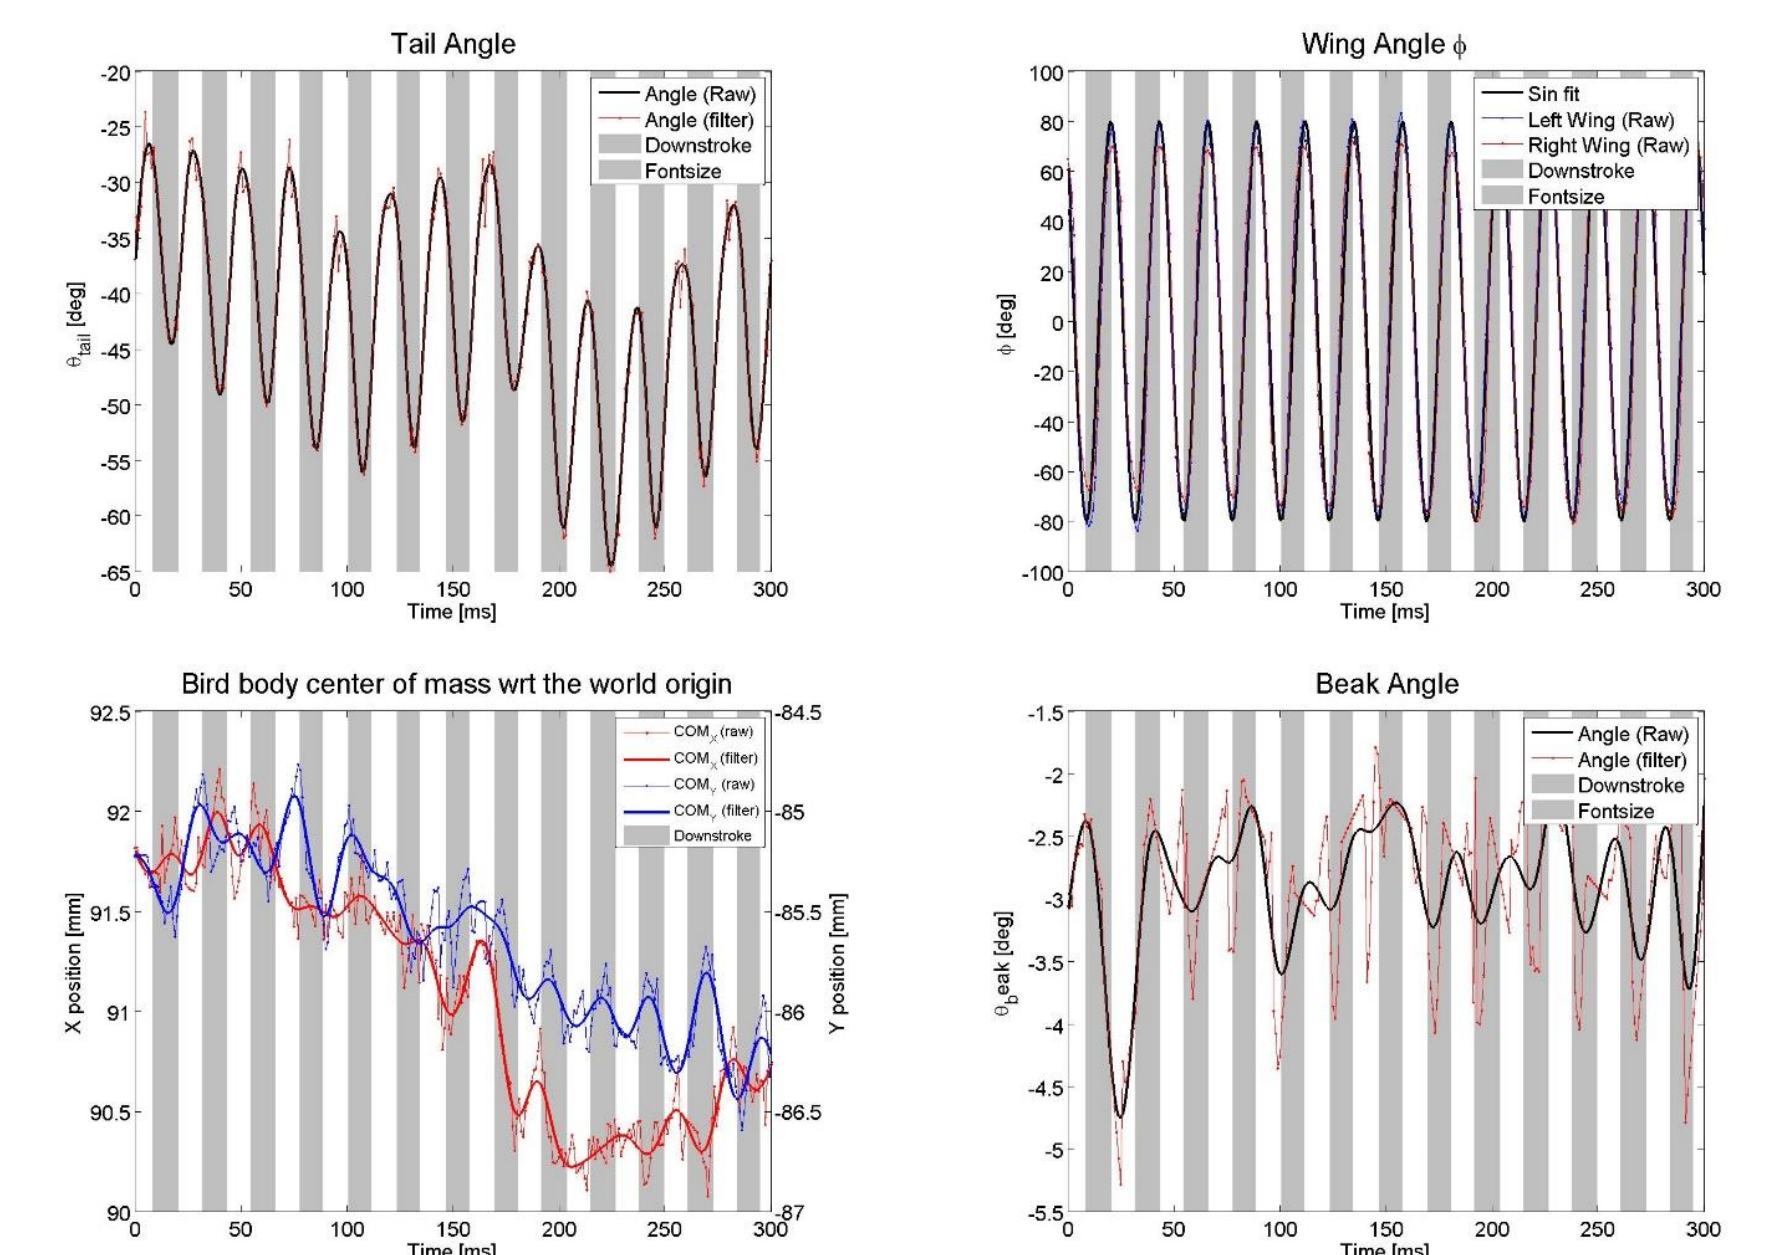 Tail Angle
-20
-25
-30
-35
-40
-45
-50
-55
-60
-65
θtail [deg]
0 50 100 150 200 250 300
Time [ms]
Angle (Raw)
Angle (filter)
Downstroke
Fontsize
Wing Angle ϕ
100
80
60
40
20
0
-20
-40
-60
-80
-100
ϕ [deg]
0 50 100 150 200 250 300
Time [ms]
Sin fit
Left Wing (Raw)
Right Wing (Raw)
Downstroke
Fontsize
Bird body center of mass wrt the world origin
92.5
92
91.5
91
90.5
90
X position [mm]
-84.5
-85
-85.5
-86
-86.5
-87
Y position [mm]
0 50 100 150 200 250 300
Time [ms]
COMX (raw)
COMX (filter)
COMY (raw)
COMY (filter)
Downstroke
Beak Angle
-1.5
-2
-2.5
-3
-3.5
-4
-4.5
-5
-5.5
θbeak [deg]
0 50 100 150 200 250 300
Time [ms]
Angle (Raw)
Angle (filter)
Downstroke
Fontsize